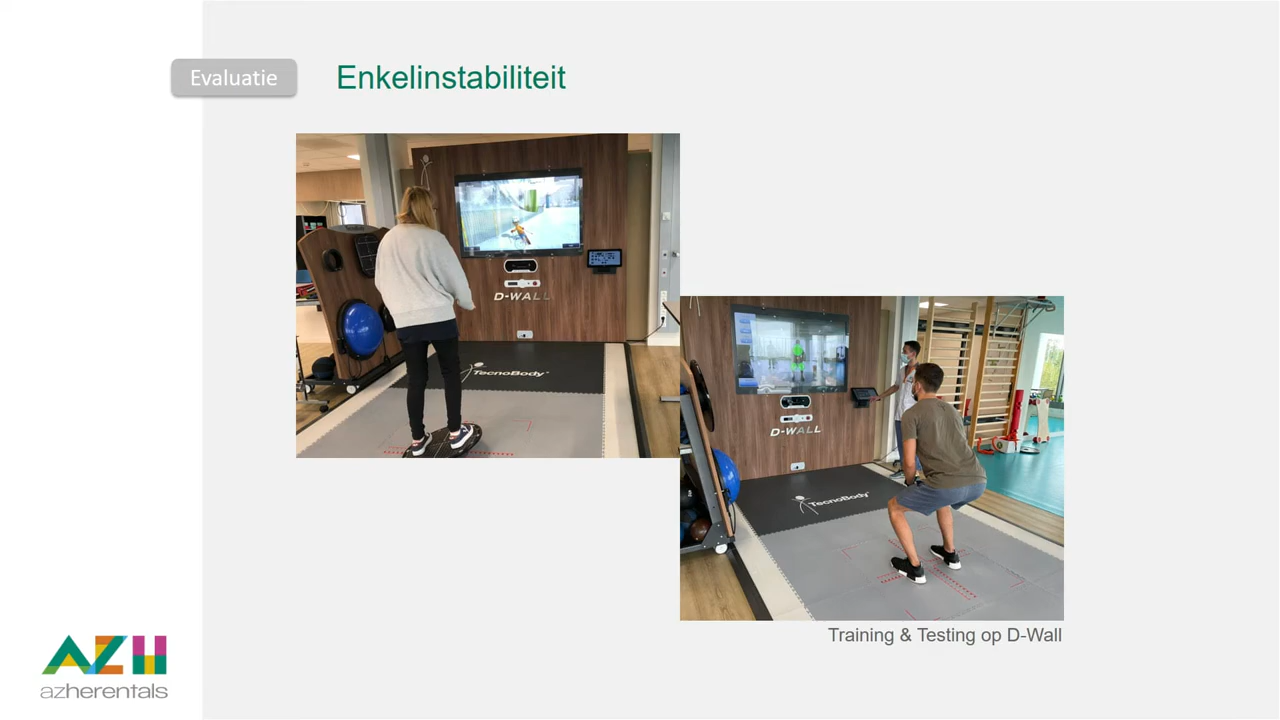 Evaluatie
Enkelinstabiliteit
D-WALL
TecnoBody
D-WALL
TecnoBody
Training & Testing op D-Wall
AZH
azherentals